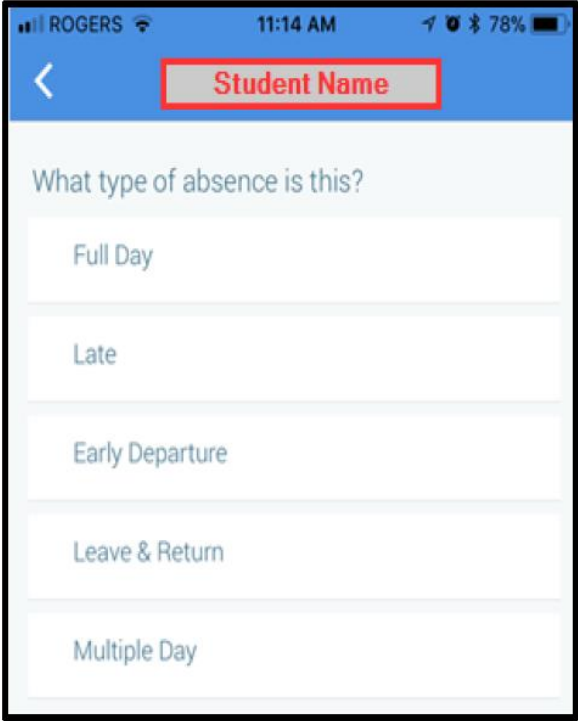 ROGERS 11:14 AM 78%
Student Name
What type of absence is this?
Full Day
Late
Early Departure
Leave & Return
Multiple Day